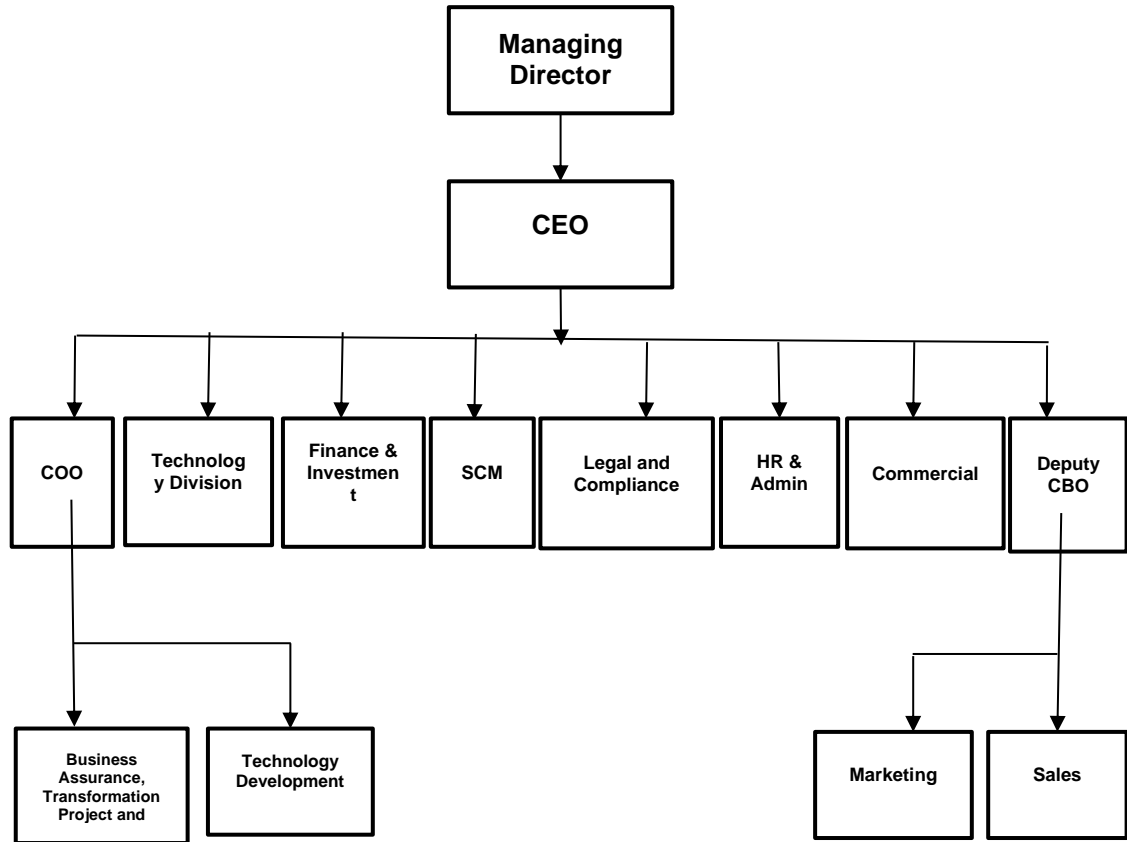 Managing
Director
CEO
COO
Technolog
y Division
Finance &
Investmen
t
SCM
Legal and
Compliance
HR &
Admin
Commercial
Deputy
CBO
Business
Assurance,
Transformation
Project and
Technology
Development
Marketing
Sales